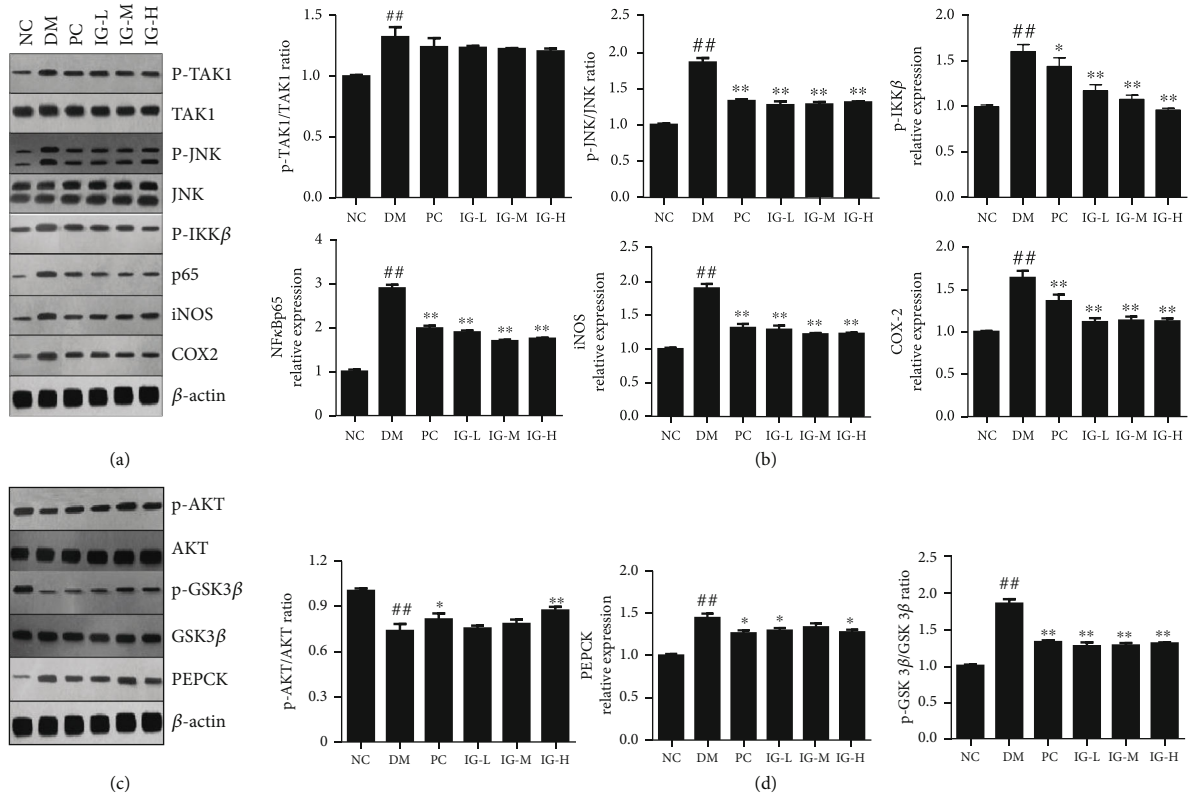 NC DM PC IG-L IG-M IG-H
P-TAK1
TAK1
P-JNK
JNK
P-IKKβ
p65
iNOS
COX2
β-actin
(a)
p-TAK1/TAK1 ratio
1.5
1.0
0.5
0.0
##
NC DM PC IG-L IG-M IG-H
p-JNK/JNK ratio
2.5
2.0
1.5
1.0
0.5
0.0
## ** ** ** **
NC DM PC IG-L IG-M IG-H
p-IKKβ
relative expression
2.0
1.5
1.0
0.5
0.0
## * ** ** **
NC DM PC IG-L IG-M IG-H
NFκBp65
relative expression
4
3
2
1
0
## ** ** ** **
NC DM PC IG-L IG-M IG-H
iNOS
relative expression
2.5
2.0
1.5
1.0
0.5
0.0
## ** ** ** **
NC DM PC IG-L IG-M IG-H
COX-2
relative expression
2.0
1.5
1.0
0.5
0.0
## ** ** ** **
NC DM PC IG-L IG-M IG-H
(b)
p-AKT
AKT
p-GSK3β
GSK3β
PEPCK
β-actin
(c)
p-AKT/AKT ratio
1.2
0.9
0.6
0.3
0
## * **
NC DM PC IG-L IG-M IG-H
PEPCK
relative expression
2.0
1.5
1.0
0.5
0.0
## * * *
NC DM PC IG-L IG-M IG-H
p-GSK 3β/GSK 3β ratio
2.5
2.0
1.5
1.0
0.5
0.0
## ** ** ** **
NC DM PC IG-L IG-M IG-H
(d)